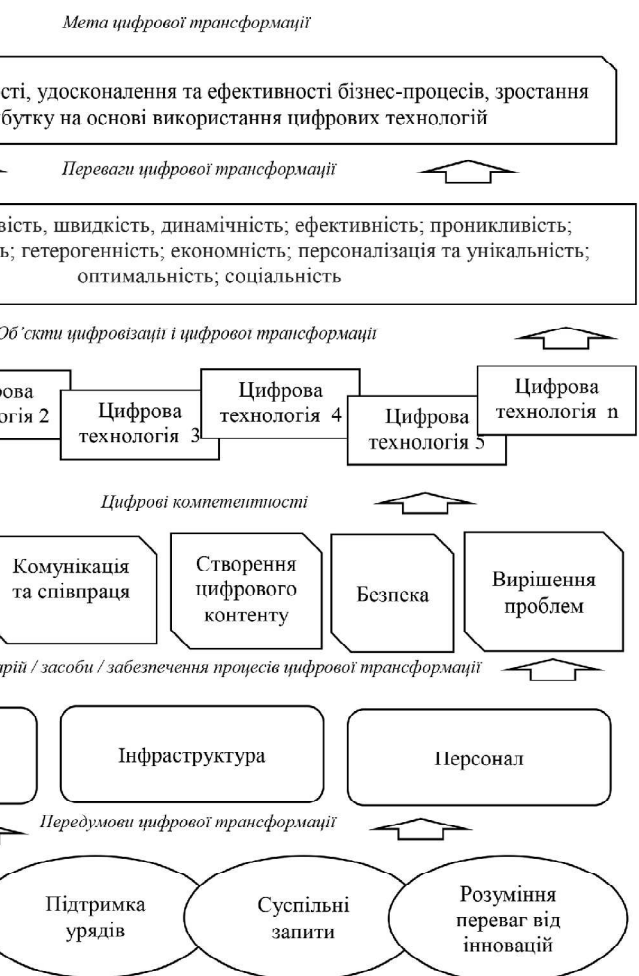 Мета цифрової трансформації
ості, удосконалення та ефективності бізнес-процесів, зростання
бутку на основі використання цифрових технологій
Переваги цифрової трансформації
вість, швидкість, динамічність; ефективність; проникливість;
ь; гетерогенність; економність; персоналізація та унікальність;
оптимальність; соціальність
Об’єкти цифровізації і цифрової трансформації
рова
огія 2
Цифрова
технологія 3
Цифрова
технологія 4
Цифрова
технологія 5
Цифрова
технологія n
Цифрові компетентності
Комунікація
та співпраця
Створення
цифрового
контенту
Безпека
Вирішення
проблем
арій / засоби / забезпечення процесів цифрової трансформації
Інфраструктура
Персонал
Передумови цифрової трансформації
Підтримка
урядів
Суспільні
запити
Розуміння
переваг від
інновацій